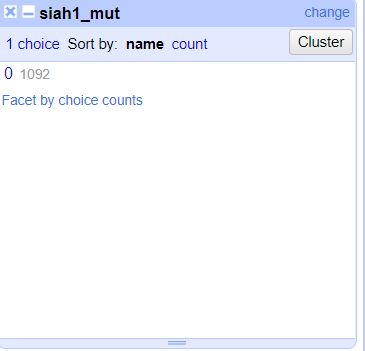 siah1_mut change
1 choice Sort by: name count Cluster
0 1092
Facet by choice counts